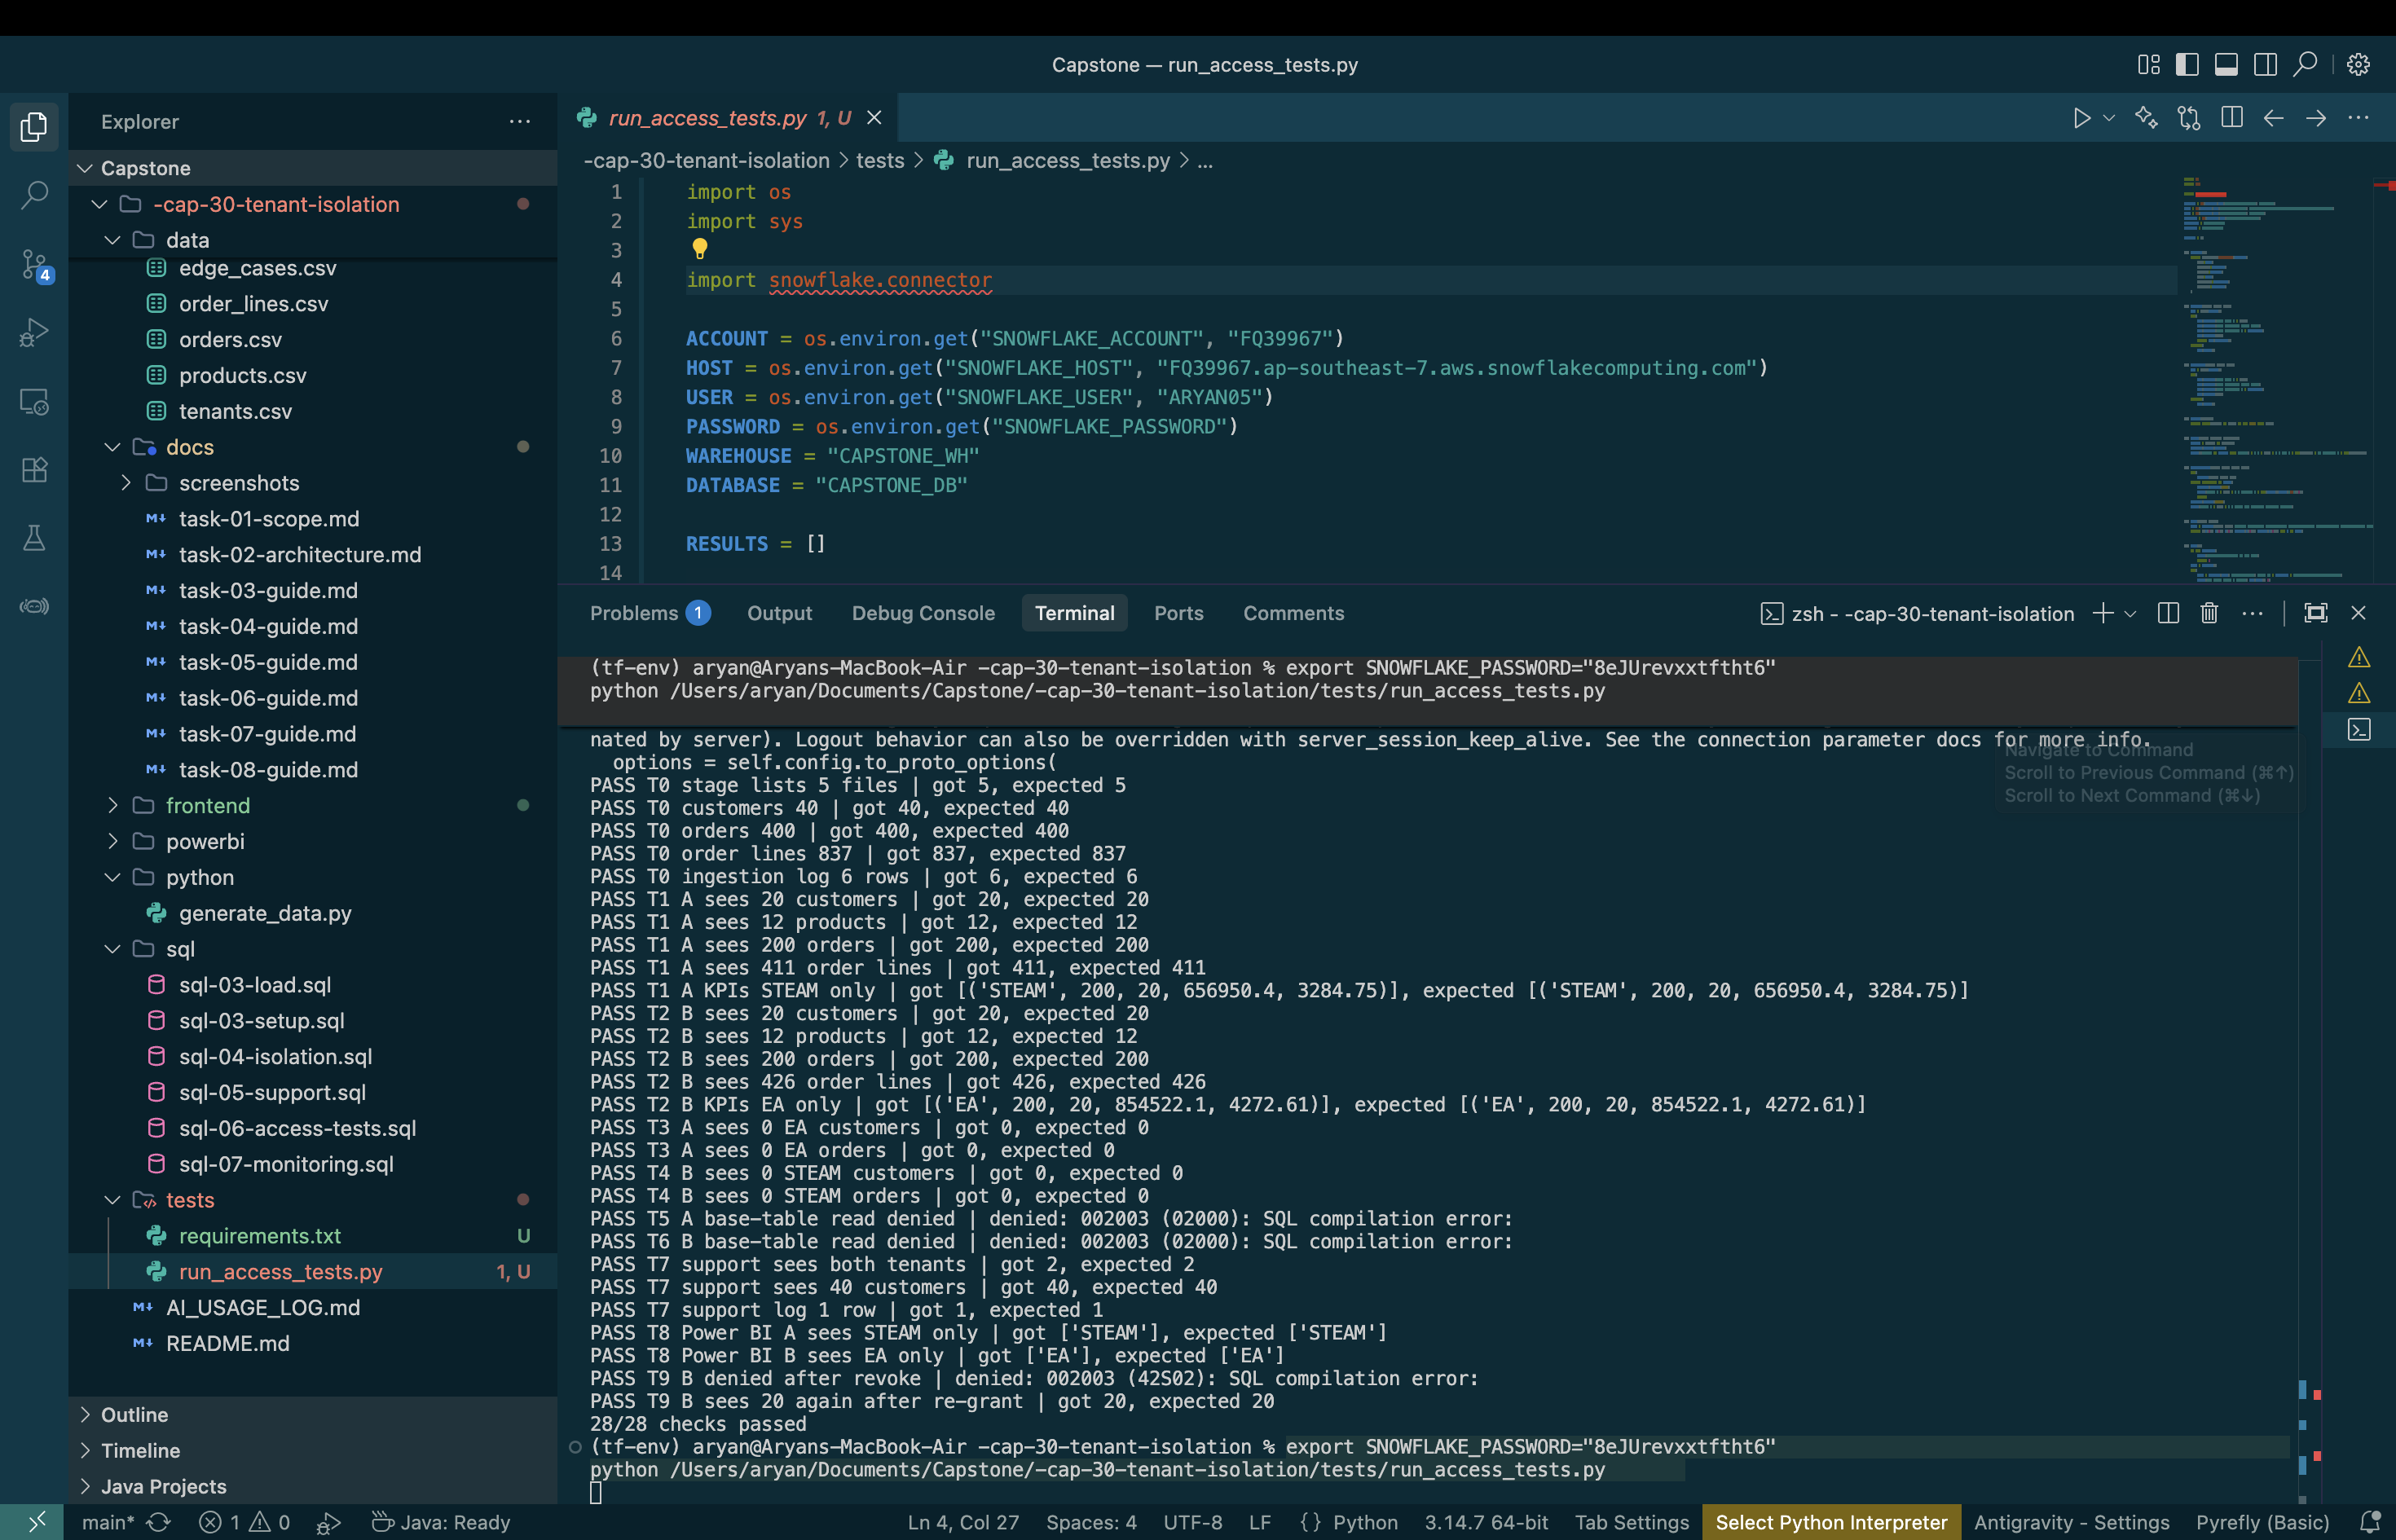 Capstone — run_access_tests.py
Explorer
Capstone
-cap-30-tenant-isolation
data
edge_cases.csv
order_lines.csv
orders.csv
products.csv
tenants.csv
docs
screenshots
task-01-scope.md
task-02-architecture.md
task-03-guide.md
task-04-guide.md
task-05-guide.md
task-06-guide.md
task-07-guide.md
task-08-guide.md
frontend
powerbi
python
generate_data.py
sql
sql-03-load.sql
sql-03-setup.sql
sql-04-isolation.sql
sql-05-support.sql
sql-06-access-tests.sql
sql-07-monitoring.sql
tests
requirements.txt U
run_access_tests.py 1, U
AI_USAGE_LOG.md
README.md
Outline
Timeline
Java Projects
4
run_access_tests.py 1, U
-cap-30-tenant-isolation > tests > run_access_tests.py > ...
1 import os
2 import sys
3
4 import snowflake.connector
5
6 ACCOUNT = os.environ.get("SNOWFLAKE_ACCOUNT", "FQ39967")
7 HOST = os.environ.get("SNOWFLAKE_HOST", "FQ39967.ap-southeast-7.aws.snowflakecomputing.com")
8 USER = os.environ.get("SNOWFLAKE_USER", "ARYAN05")
9 PASSWORD = os.environ.get("SNOWFLAKE_PASSWORD")
10 WAREHOUSE = "CAPSTONE_WH"
11 DATABASE = "CAPSTONE_DB"
12
13 RESULTS = []
14
Problems 1 Output Debug Console Terminal Ports Comments
zsh - -cap-30-tenant-isolation
(tf-env) aryan@Aryans-MacBook-Air -cap-30-tenant-isolation % export SNOWFLAKE_PASSWORD="8eJUrevxxtftht6"
python /Users/aryan/Documents/Capstone/-cap-30-tenant-isolation/tests/run_access_tests.py
nated by server). Logout behavior can also be overridden with server_session_keep_alive. See the connection parameter docs for more info.
options = self.config.to_proto_options(
Navigate to Command
Scroll to Previous Command (⌘↑)
Scroll to Next Command (⌘↓)
PASS T0 stage lists 5 files | got 5, expected 5
PASS T0 customers 40 | got 40, expected 40
PASS T0 orders 400 | got 400, expected 400
PASS T0 order lines 837 | got 837, expected 837
PASS T0 ingestion log 6 rows | got 6, expected 6
PASS T1 A sees 20 customers | got 20, expected 20
PASS T1 A sees 12 products | got 12, expected 12
PASS T1 A sees 200 orders | got 200, expected 200
PASS T1 A sees 411 order lines | got 411, expected 411
PASS T1 A KPIs STEAM only | got [('STEAM', 200, 20, 656950.4, 3284.75)], expected [('STEAM', 200, 20, 656950.4, 3284.75)]
PASS T2 B sees 20 customers | got 20, expected 20
PASS T2 B sees 12 products | got 12, expected 12
PASS T2 B sees 200 orders | got 200, expected 200
PASS T2 B sees 426 order lines | got 426, expected 426
PASS T2 B KPIs EA only | got [('EA', 200, 20, 854522.1, 4272.61)], expected [('EA', 200, 20, 854522.1, 4272.61)]
PASS T3 A sees 0 EA customers | got 0, expected 0
PASS T3 A sees 0 EA orders | got 0, expected 0
PASS T4 B sees 0 STEAM customers | got 0, expected 0
PASS T4 B sees 0 STEAM orders | got 0, expected 0
PASS T5 A base-table read denied | denied: 002003 (02000): SQL compilation error:
PASS T6 B base-table read denied | denied: 002003 (02000): SQL compilation error:
PASS T7 support sees both tenants | got 2, expected 2
PASS T7 support sees 40 customers | got 40, expected 40
PASS T7 support log 1 row | got 1, expected 1
PASS T8 Power BI A sees STEAM only | got ['STEAM'], expected ['STEAM']
PASS T8 Power BI B sees EA only | got ['EA'], expected ['EA']
PASS T9 B denied after revoke | denied: 002003 (42S02): SQL compilation error:
PASS T9 B sees 20 again after re-grant | got 20, expected 20
28/28 checks passed
(tf-env) aryan@Aryans-MacBook-Air -cap-30-tenant-isolation % export SNOWFLAKE_PASSWORD="8eJUrevxxtftht6"
python /Users/aryan/Documents/Capstone/-cap-30-tenant-isolation/tests/run_access_tests.py
main* 1 0 Java: Ready Ln 4, Col 27 Spaces: 4 UTF-8 LF {} Python 3.14.7 64-bit Tab Settings Select Python Interpreter Antigravity - Settings Pyrefly (Basic)